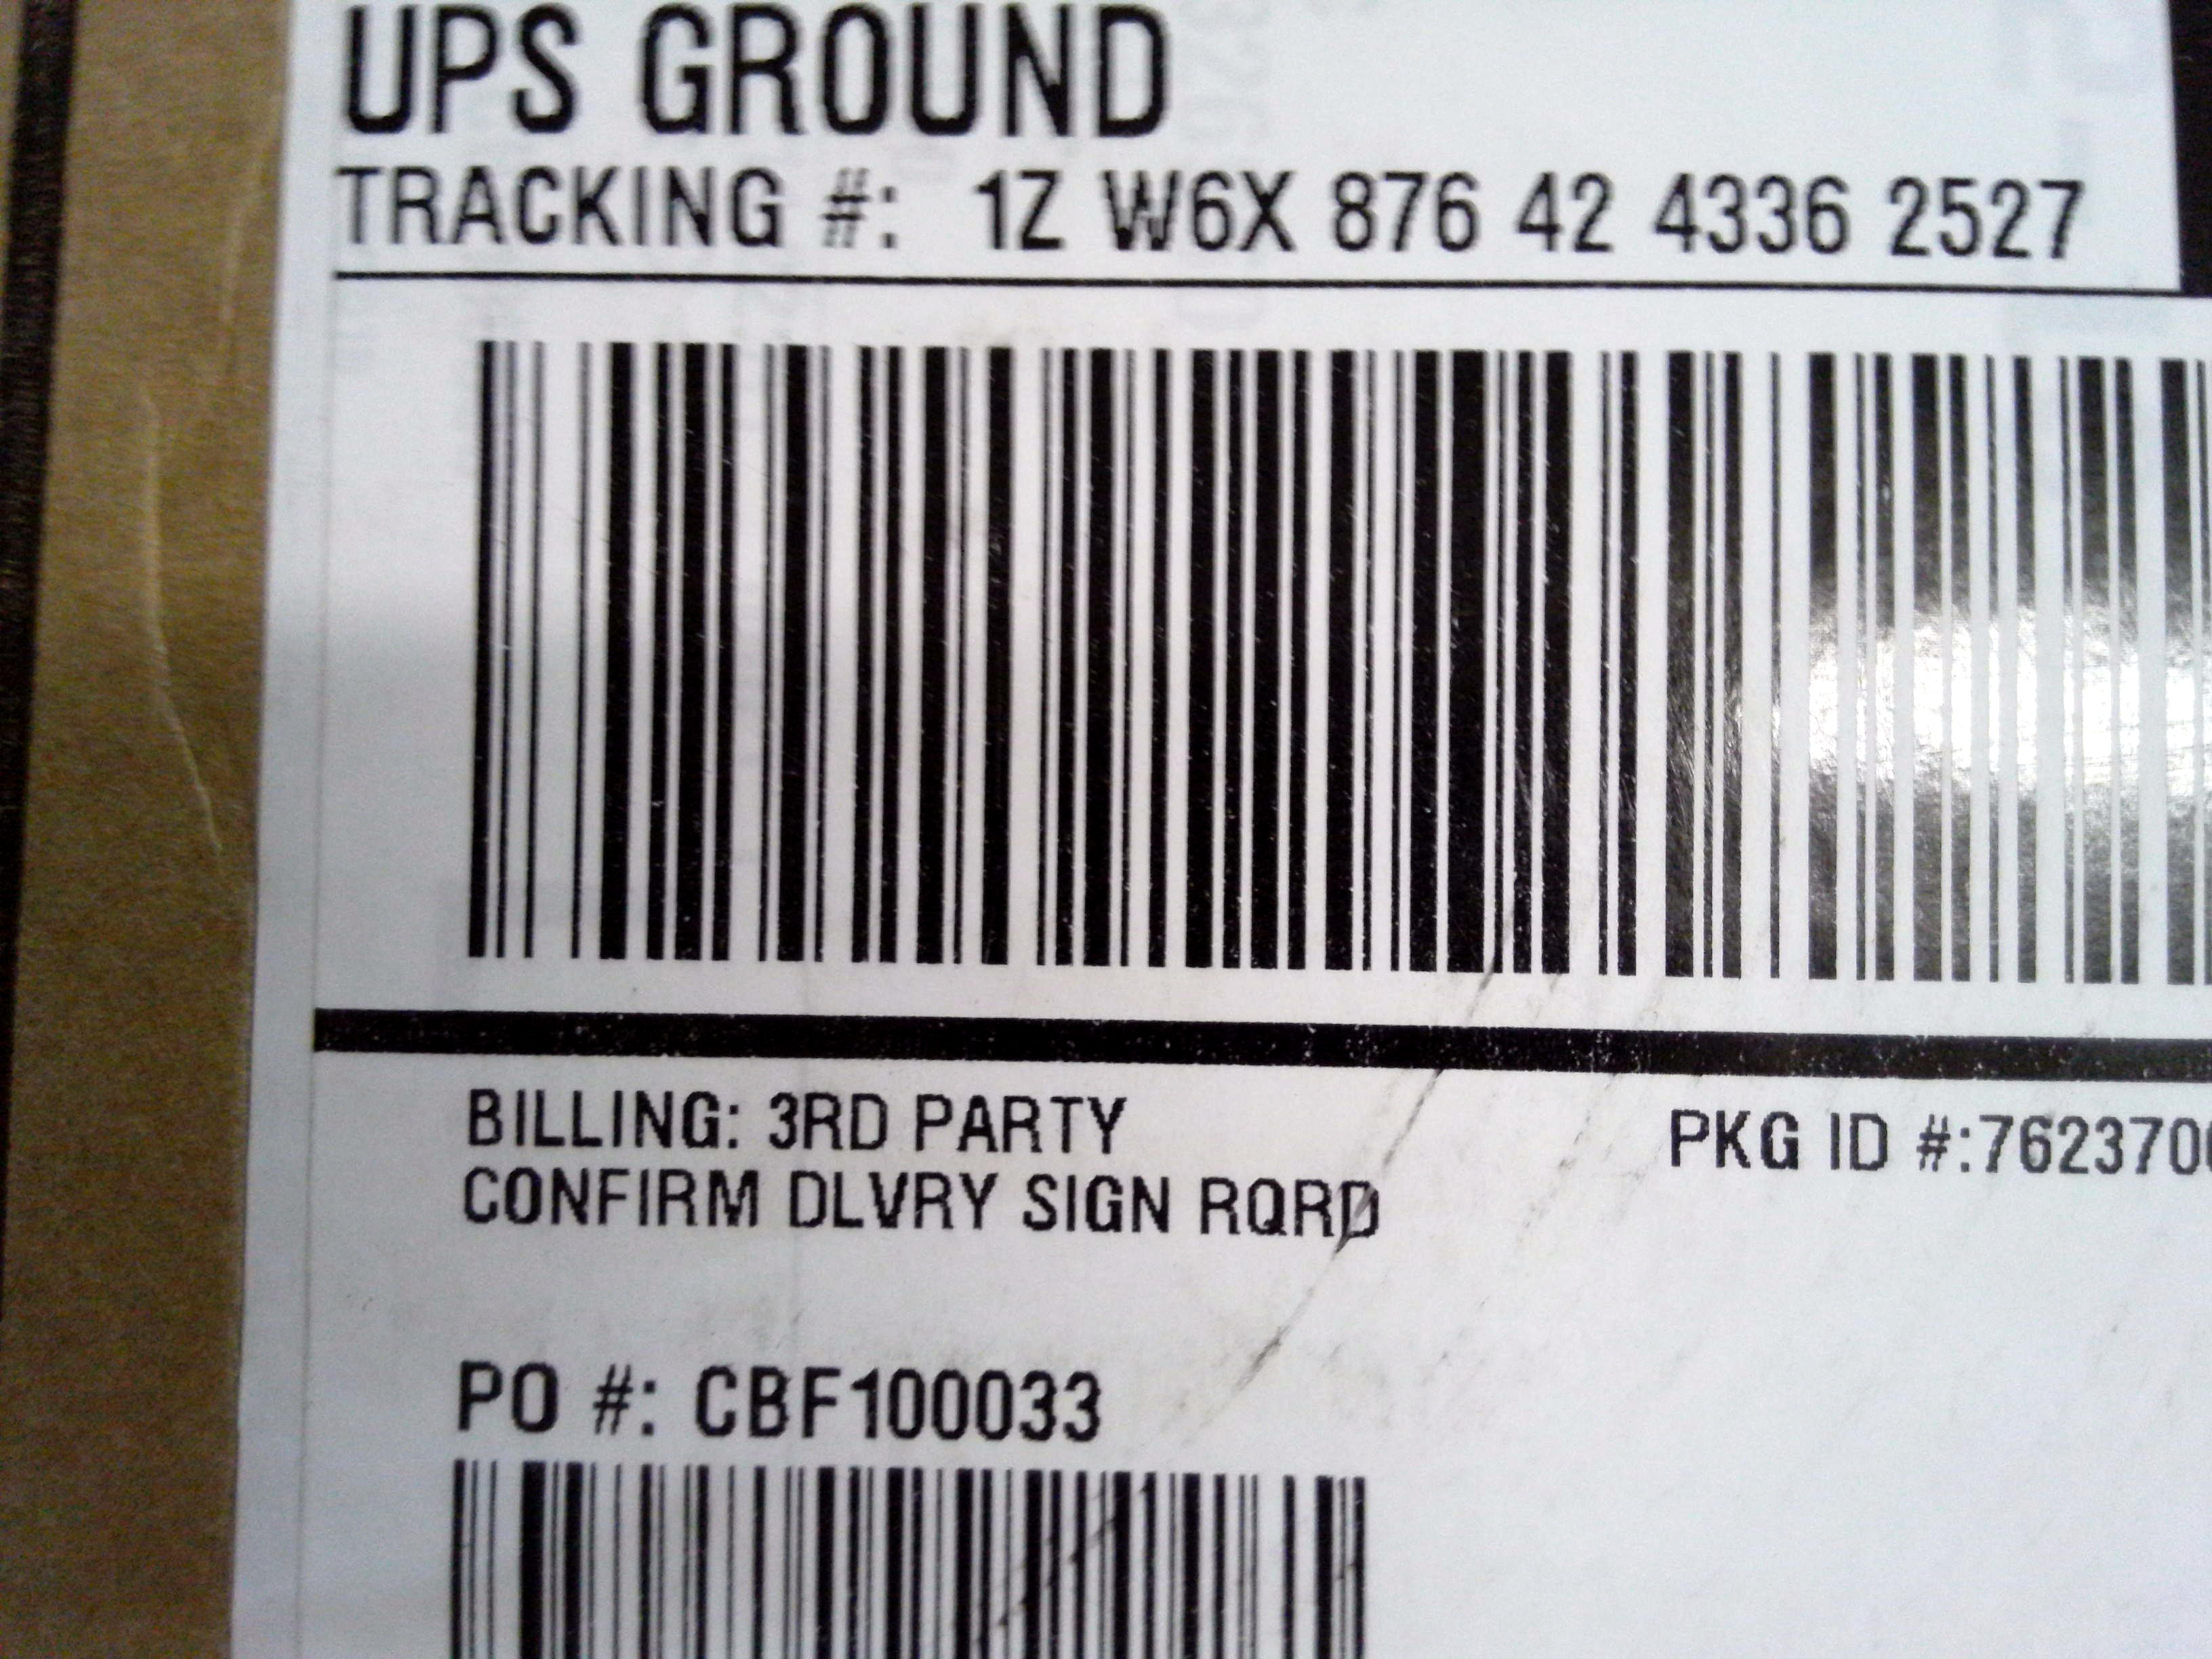 UPS GROUND
TRACKING #: 1Z W6X 876 42 4336 2527
BILLING: 3RD PARTY
PKG ID #:762370
CONFIRM DLVRY SIGN RQRD
PO #: CBF100033